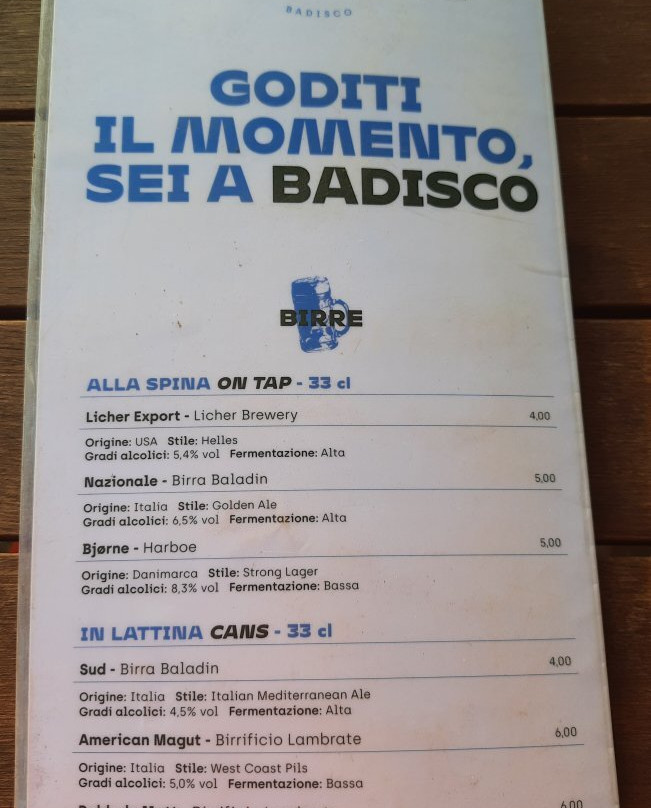 BADISCO
GODITI
IL MOMENTO,
SEI A BADISCO
BIRRE
ALLA SPINA ON TAP - 33 cl
Licher Export - Licher Brewery 4,00
Origine: USA Stile: Helles
Gradi alcolici: 5,4% vol Fermentazione: Alta
Nazionale - Birra Baladin 5,00
Origine: Italia Stile: Golden Ale
Gradi alcolici: 6,5% vol Fermentazione: Alta
Bjørne - Harboe 5,00
Origine: Danimarca Stile: Strong Lager
Gradi alcolici: 8,3% vol Fermentazione: Bassa
IN LATTINA CANS - 33 cl
Sud - Birra Baladin 4,00
Origine: Italia Stile: Italian Mediterranean Ale
Gradi alcolici: 4,5% vol Fermentazione: Alta
American Magut - Birrificio Lambrate 6,00
Origine: Italia Stile: West Coast Pils
Gradi alcolici: 5,0% vol Fermentazione: Bassa
6,00